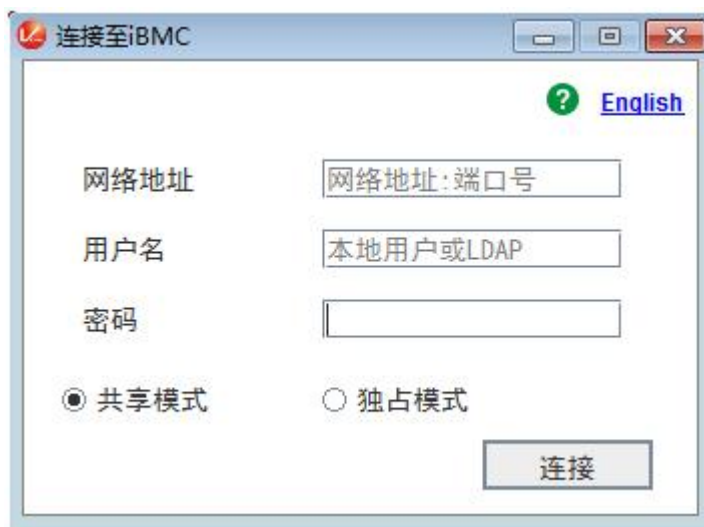 连接至iBMC
? English
网络地址 网络地址:端口号
用户名 本地用户或LDAP
密码
共享模式 独占模式
连接